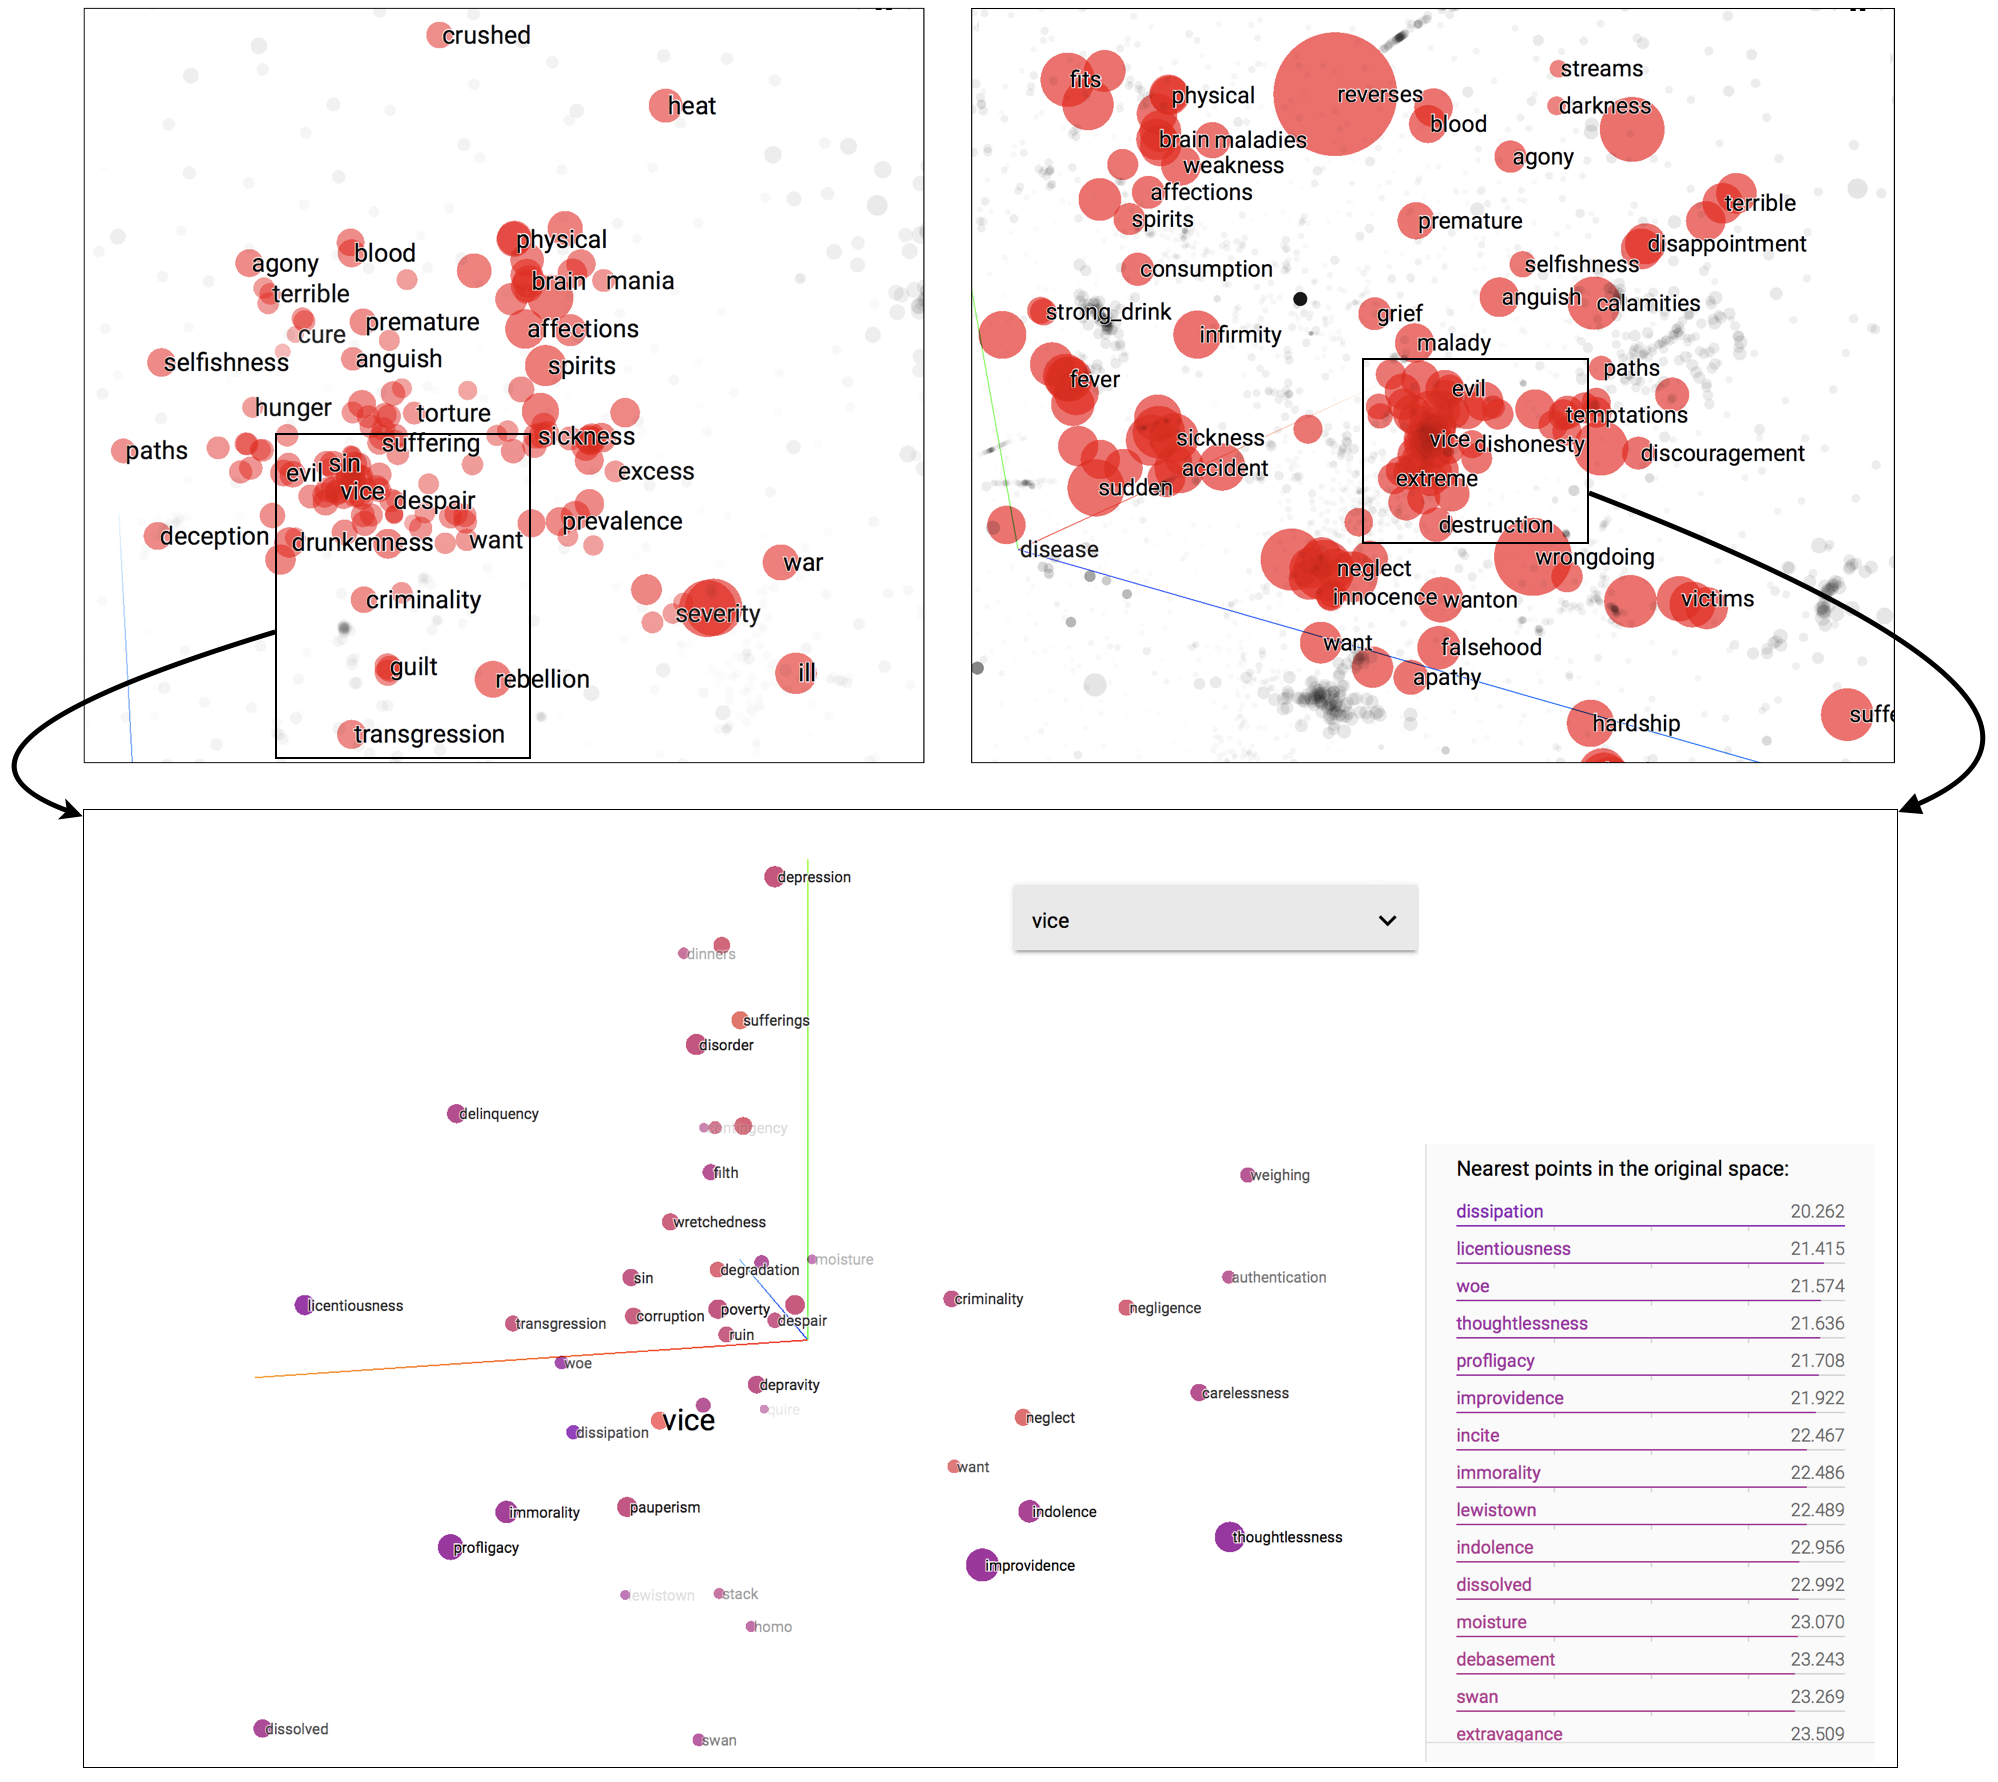 crushed
heat
physical
blood
agony
brain
mania
terrible
premature
cure
affections
selfishness
anguish
spirits
hunger
torture
suffering
sickness
paths
sin
evil
excess
vice
despair
prevalence
deception
drunkenness
want
war
criminality
severity
guilt
rebellion
ill
transgression
streams
fits
physical
reverses
darkness
blood
brain
maladies
agony
weakness
affections
terrible
spirits
premature
disappointment
selfishness
consumption
anguish
calamities
strong_drink
grief
infirmity
malady
paths
fever
evil
temptations
sickness
vice
dishonesty
discouragement
accident
extreme
sudden
destruction
disease
wrongdoing
neglect
innocence
wanton
victims
want
falsehood
apathy
hardship
suffe
depression
vice
dinners
sufferings
disorder
delinquency
filth
weighing
wretchedness
moisture
degradation
sin
authentication
criminality
licentiousness
negligence
poverty
corruption
despair
transgression
ruin
woe
depravity
carelessness
quire
vice
neglect
dissipation
want
pauperism
immorality
indolence
thoughtlessness
profligacy
improvidence
lewistown
stack
homo
dissolved
swan
Nearest points in the original space:
dissipation 20.262
licentiousness 21.415
woe 21.574
thoughtlessness 21.636
profligacy 21.708
improvidence 21.922
incite 22.467
immorality 22.486
lewistown 22.489
indolence 22.956
dissolved 22.992
moisture 23.070
debasement 23.243
swan 23.269
extravagance 23.509